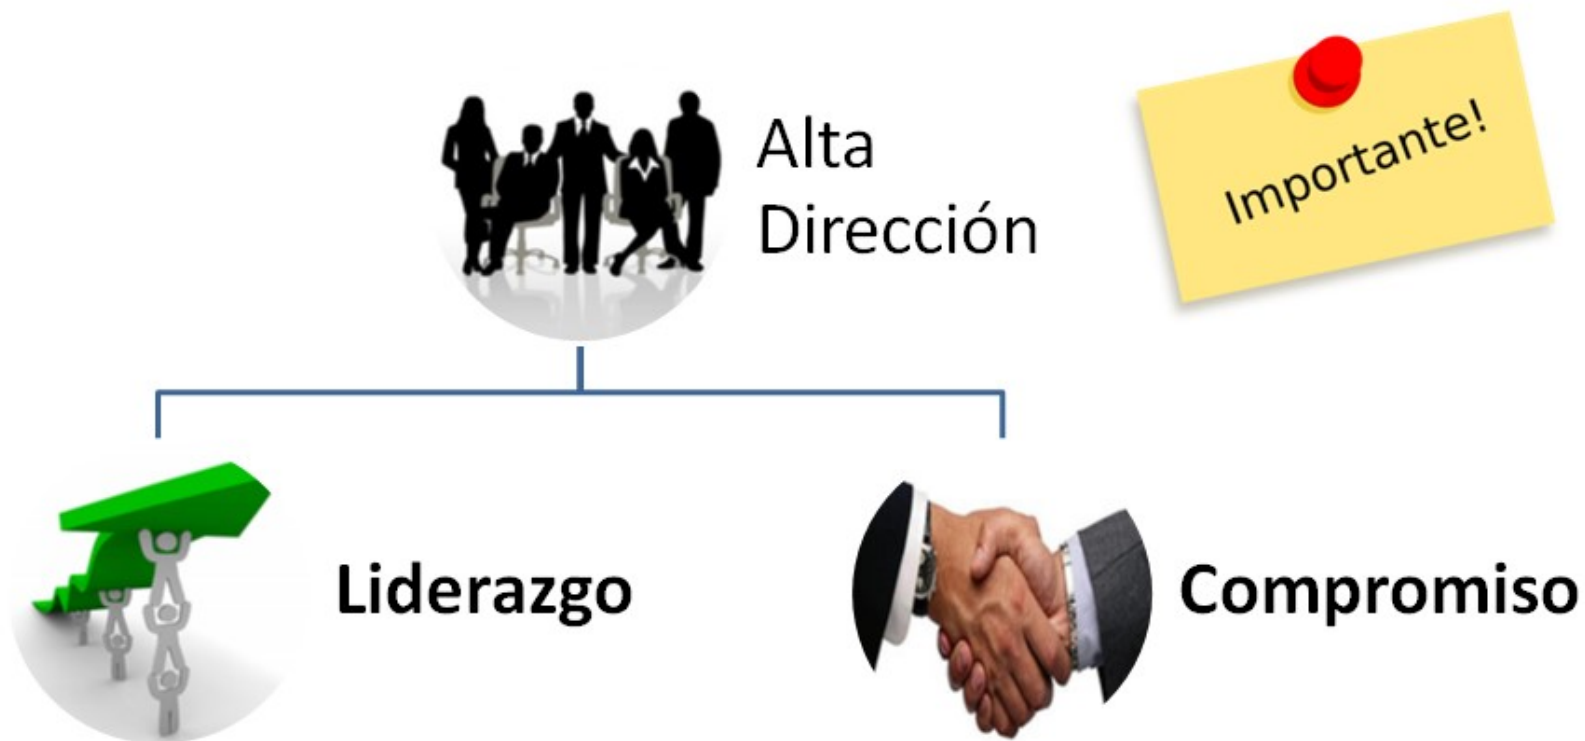 Alta
Dirección
Importante!
Liderazgo
Compromiso